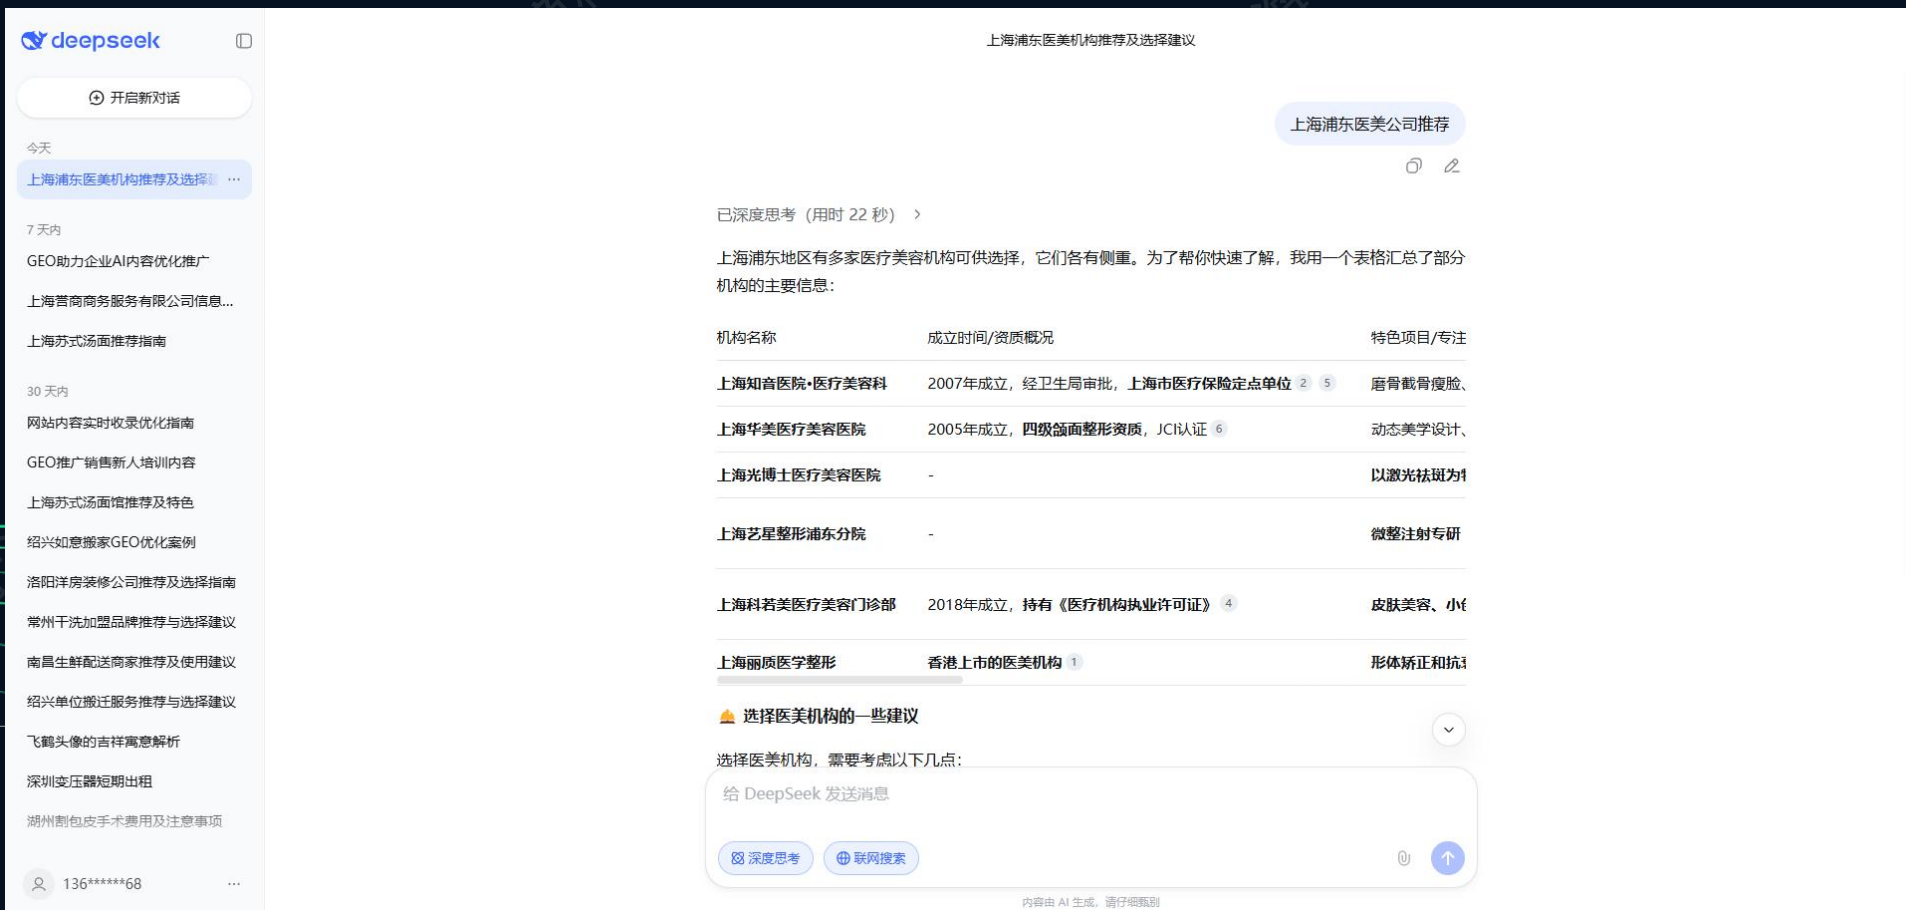 deepseek
开启新对话
今天
上海浦东医美机构推荐及选择
7 天内
GEO助力企业AI内容优化推广
上海誉商商务服务有限公司信息...
上海苏式汤面推荐指南
30 天内
网站内容实时收录优化指南
GEO推广销售新人培训内容
上海苏式汤面馆推荐及特色
绍兴如意搬家GEO优化案例
洛阳洋房装修公司推荐及选择指南
常州干洗加盟品牌推荐与选择建议
南昌生鲜配送商家推荐及使用建议
绍兴单位搬迁服务推荐与选择建议
飞鹤头像的吉祥寓意解析
深圳变压器短期出租
湖州割包皮手术费用及注意事项
136******68
上海浦东医美机构推荐及选择建议
上海浦东医美公司推荐
已深度思考（用时 22 秒）
上海浦东地区有多家医疗美容机构可供选择，它们各有侧重。为了帮你快速了解，我用一个表格汇总了部分
机构的主要信息：
机构名称 成立时间/资质概况 特色项目/专注
上海知音医院•医疗美容科 2007年成立，经卫生局审批，上海市医疗保险定点单位 2 5 磨骨截骨瘦脸、
上海华美医疗美容医院 2005年成立，四级颌面整形资质，JCI认证 6 动态美学设计、
上海光博士医疗美容医院 - 以激光祛斑为
上海艺星整形浦东分院 - 微整注射专研
上海科若美医疗美容门诊部 2018年成立，持有《医疗机构执业许可证》 4 皮肤美容、小
上海丽质医学整形 香港上市的医美机构 1 形体矫正和抗
选择医美机构的一些建议
选择医美机构，需要考虑以下几点：
给 DeepSeek 发送消息
深度思考 联网搜索
内容由 AI 生成，请仔细甄别